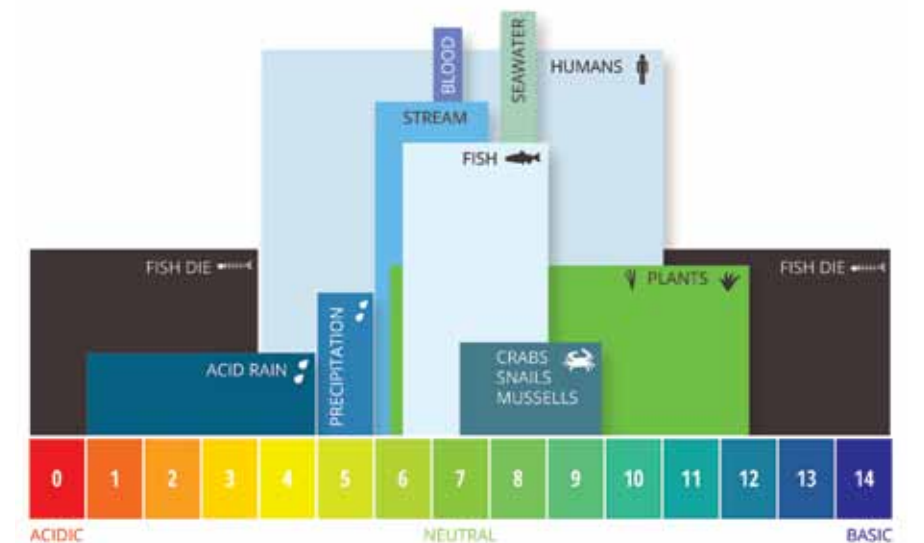 BLOOD
SEAWATER
HUMANS
STREAM
FISH
FISH DIE
PLANTS
FISH DIE
PRECIPITATION
ACID RAIN
CRABS
SNAILS
MUSSELLS
0 1 2 3 4 5 6 7 8 9 10 11 12 13 14
ACIDIC NEUTRAL BASIC